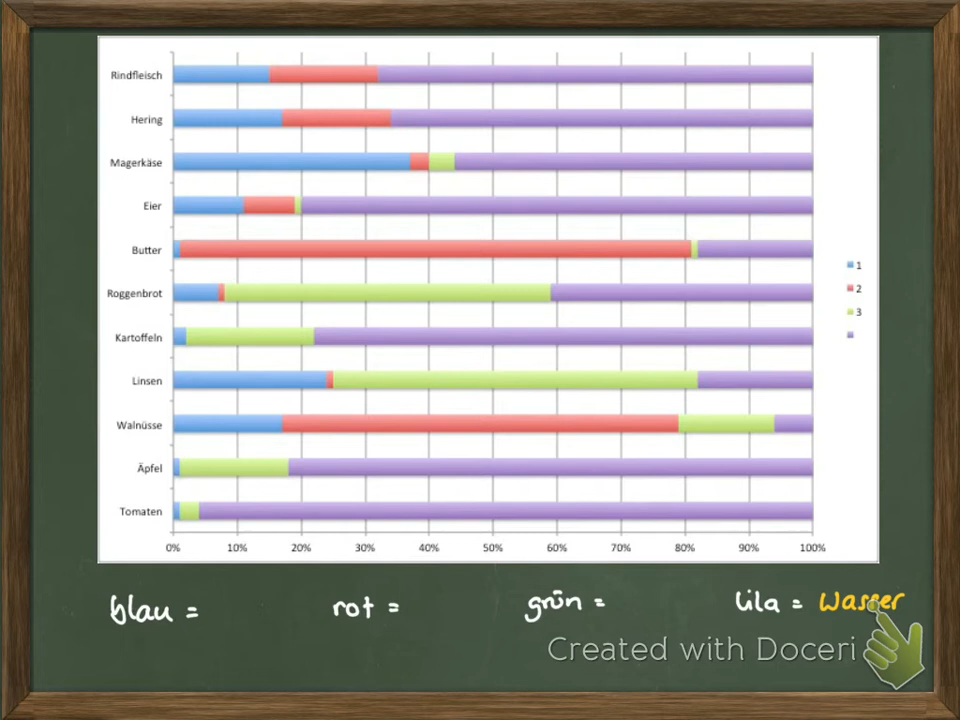 Rindfleisch
Hering
Magerkäse
Eier
Butter
Roggenbrot
Kartoffeln
Linsen
Walnüsse
Äpfel
Tomaten
0% 10% 20% 30% 40% 50% 60% 70% 80% 90% 100%
1
2
3
blau = rot = grün = lila = Wasser
Created with Doceri